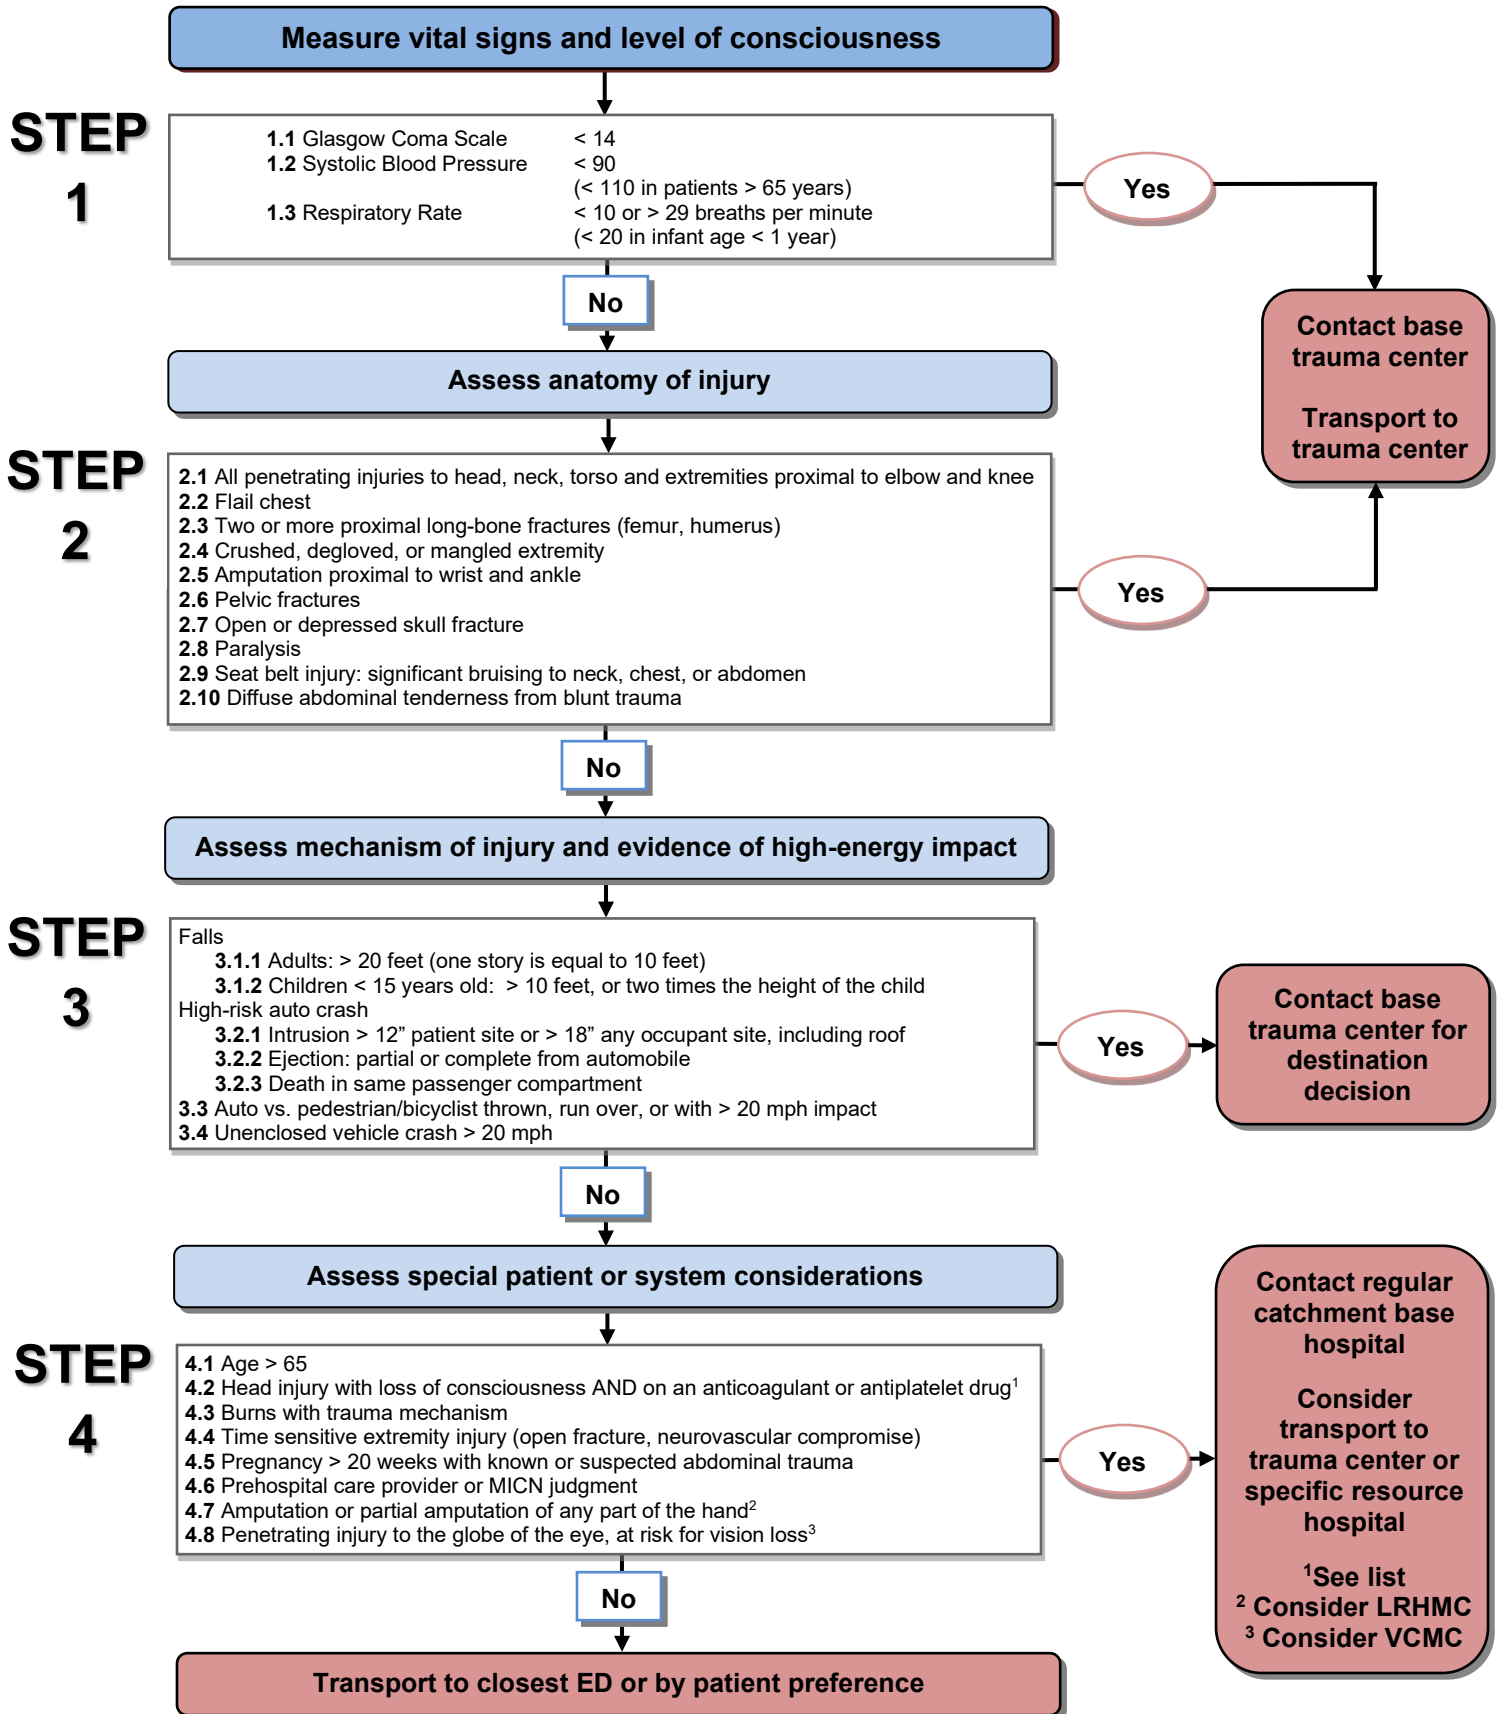 Measure vital signs and level of consciousness
STEP
1
1.1 Glasgow Coma Scale < 14
1.2 Systolic Blood Pressure < 90
(< 110 in patients > 65 years)
1.3 Respiratory Rate < 10 or > 29 breaths per minute
(< 20 in infant age < 1 year)
Yes
No
Contact base
trauma center
Transport to
trauma center
Assess anatomy of injury
STEP
2
2.1 All penetrating injuries to head, neck, torso and extremities proximal to elbow and knee
2.2 Flail chest
2.3 Two or more proximal long-bone fractures (femur, humerus)
2.4 Crushed, degloved, or mangled extremity
2.5 Amputation proximal to wrist and ankle
2.6 Pelvic fractures
2.7 Open or depressed skull fracture
2.8 Paralysis
2.9 Seat belt injury: significant bruising to neck, chest, or abdomen
2.10 Diffuse abdominal tenderness from blunt trauma
Yes
No
Assess mechanism of injury and evidence of high-energy impact
STEP
3
Falls
3.1.1 Adults: > 20 feet (one story is equal to 10 feet)
3.1.2 Children < 15 years old:  > 10 feet, or two times the height of the child
High-risk auto crash
3.2.1 Intrusion > 12” patient site or > 18” any occupant site, including roof
3.2.2 Ejection: partial or complete from automobile
3.2.3 Death in same passenger compartment
3.3 Auto vs. pedestrian/bicyclist thrown, run over, or with > 20 mph impact
3.4 Unenclosed vehicle crash > 20 mph
Yes
Contact base
trauma center for
destination
decision
No
Assess special patient or system considerations
STEP
4
4.1 Age > 65
4.2 Head injury with loss of consciousness AND on an anticoagulant or antiplatelet drug¹
4.3 Burns with trauma mechanism
4.4 Time sensitive extremity injury (open fracture, neurovascular compromise)
4.5 Pregnancy > 20 weeks with known or suspected abdominal trauma
4.6 Prehospital care provider or MICN judgment
4.7 Amputation or partial amputation of any part of the hand²
4.8 Penetrating injury to the globe of the eye, at risk for vision loss³
Yes
Contact regular
catchment base
hospital
Consider
transport to
trauma center or
specific resource
hospital
¹See list
² Consider LRHMC
³ Consider VCMC
No
Transport to closest ED or by patient preference